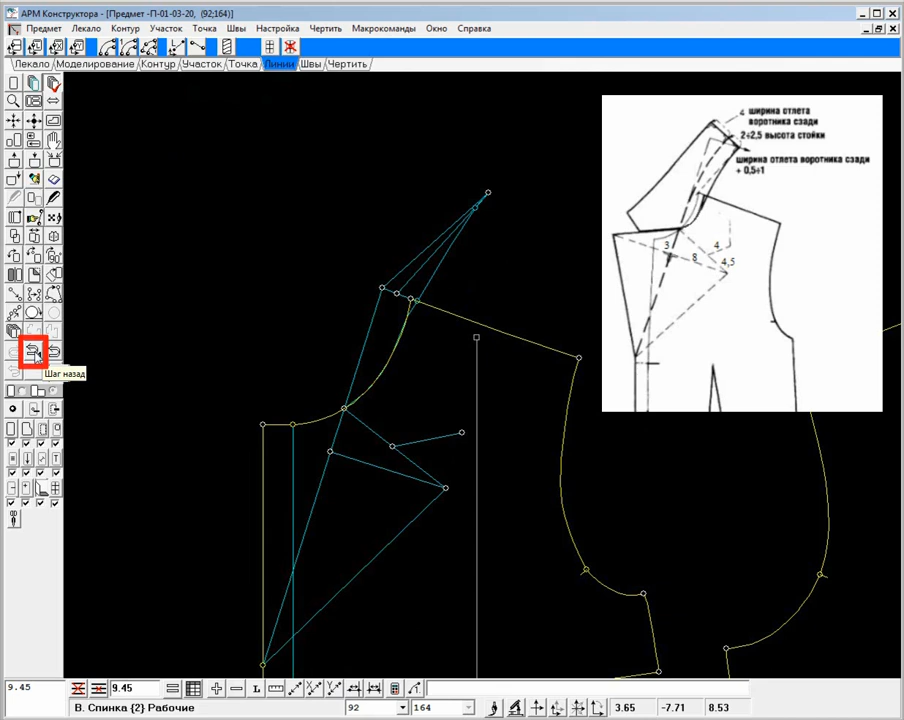 АРМ Конструктора - [Предмет -П-01-03-20, (92;164)]
Предмет Лекало Контур Участок Точка Швы Настройка Чертить Макрокоманды Окно Справка
Лекало Моделирование Контур Участок Точка Линии Швы Чертить
4 ширина отлета
воротника сзади
2÷2,5 высота стойки
ширина отлета воротника сзади
+ 0,5÷1
3
4
8
4,5
Шаг назад
9.45
9.45
L
В. Спинка {2} Рабочие
92
164
3.65
-7.71
8.53